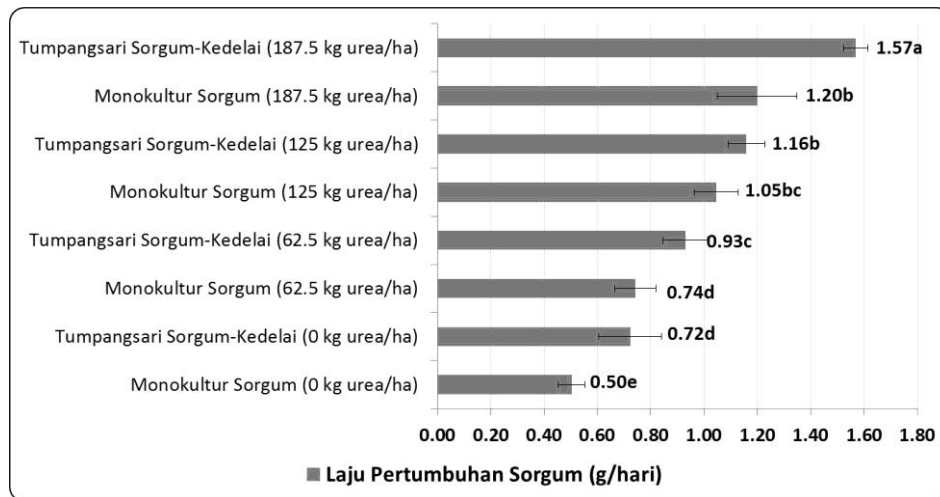 Tumpangsari Sorgum-Kedelai (187.5 kg urea/ha)
1.57a
Monokultur Sorgum (187.5 kg urea/ha)
1.20b
Tumpangsari Sorgum-Kedelai (125 kg urea/ha)
1.16b
Monokultur Sorgum (125 kg urea/ha)
1.05bc
Tumpangsari Sorgum-Kedelai (62.5 kg urea/ha)
0.93c
Monokultur Sorgum (62.5 kg urea/ha)
0.74d
Tumpangsari Sorgum-Kedelai (0 kg urea/ha)
0.72d
Monokultur Sorgum (0 kg urea/ha)
0.50e
0.00 0.20 0.40 0.60 0.80 1.00 1.20 1.40 1.60 1.80
Laju Pertumbuhan Sorgum (g/hari)